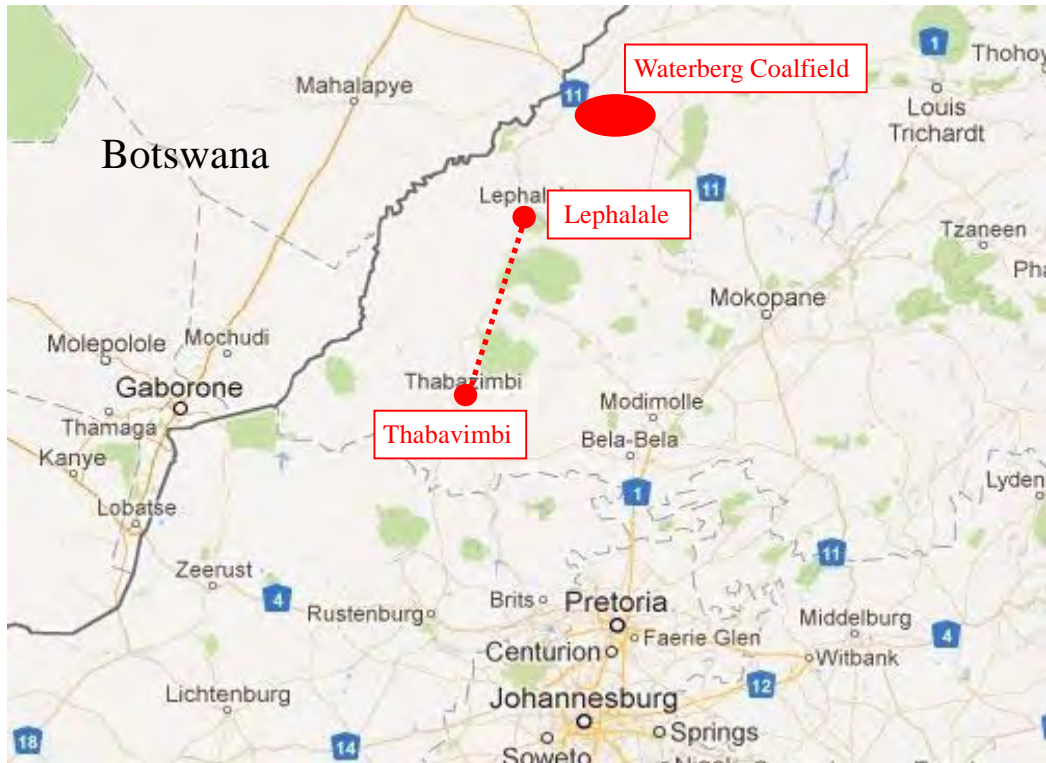 1
Thohoy
Waterberg Coalfield
Mahalapye
11
Louis
Trichardt
Botswana
11
Lephal
Lephalale
Tzaneen
Pha
Mokopane
Molepolole
Mochudi
Gaborone
Thabazimbi
Thamaga
Thabavimbi
Modimolle
Bela-Bela
Kanye
1
Lyden
Lobatse
11
Zeerust
4
Rustenburg
Brits
Pretoria
Faerie Glen
Middelburg
4
Centurion
Witbank
Lichtenburg
12
Johannesburg
Springs
18
14
Soweto